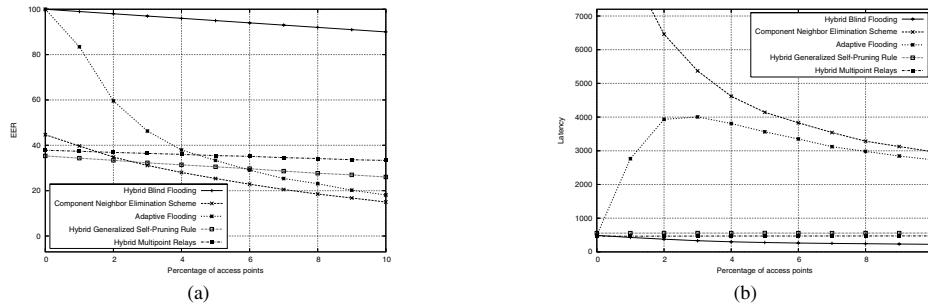 100
80
60
40
20
0
EER
Hybrid Blind Flooding
Component Neighbor Elimination Scheme
Adaptive Flooding
Hybrid Generalized Self-Pruning Rule
Hybrid Multipoint Relays
0 2 4 6 8 10
Percentage of access points
(a)
7000
6000
5000
4000
3000
2000
1000
0
Latency
Hybrid Blind Flooding
Component Neighbor Elimination Scheme
Adaptive Flooding
Hybrid Generalized Self-Pruning Rule
Hybrid Multipoint Relays
0 2 4 6 8
Percentage of access points
(b)